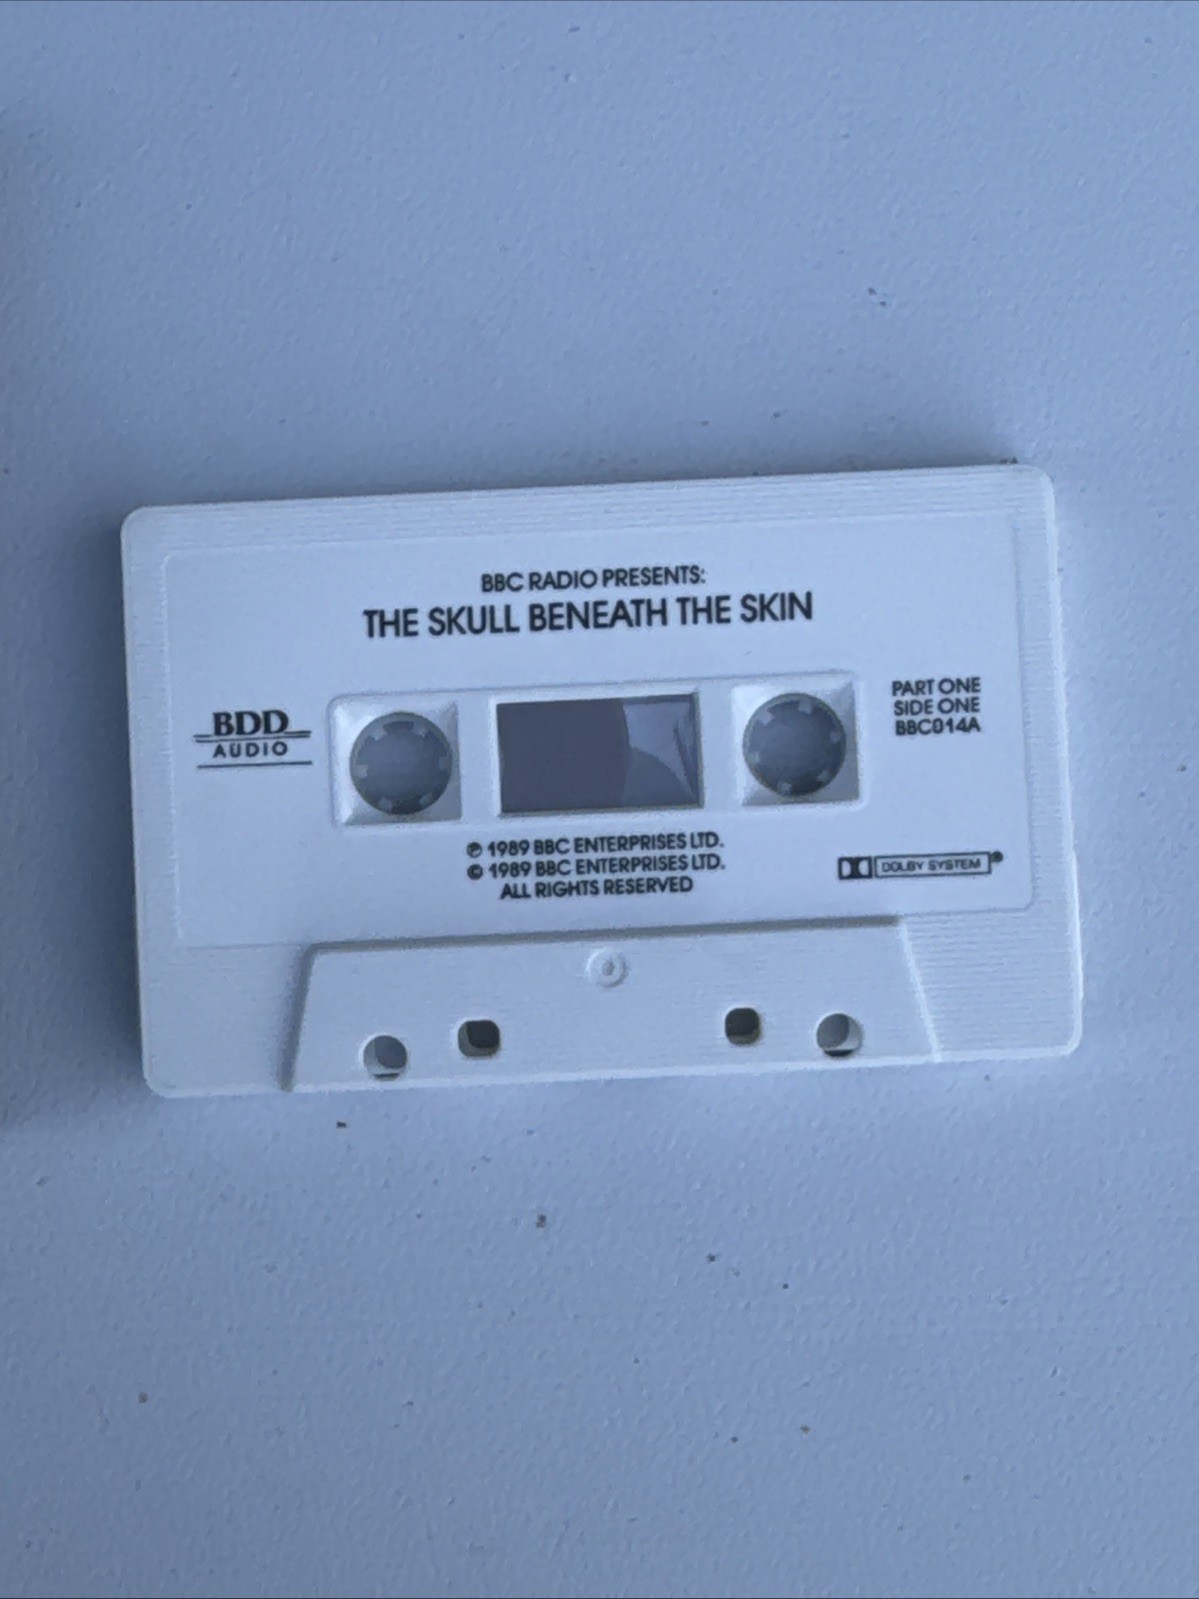 BBC RADIO PRESENTS:
THE SKULL BENEATH THE SKIN
BDD
AUDIO
PART ONE
SIDE ONE
BBC014A
℗ 1989 BBC ENTERPRISES LTD.
© 1989 BBC ENTERPRISES LTD.
ALL RIGHTS RESERVED
DOLBY SYSTEM®